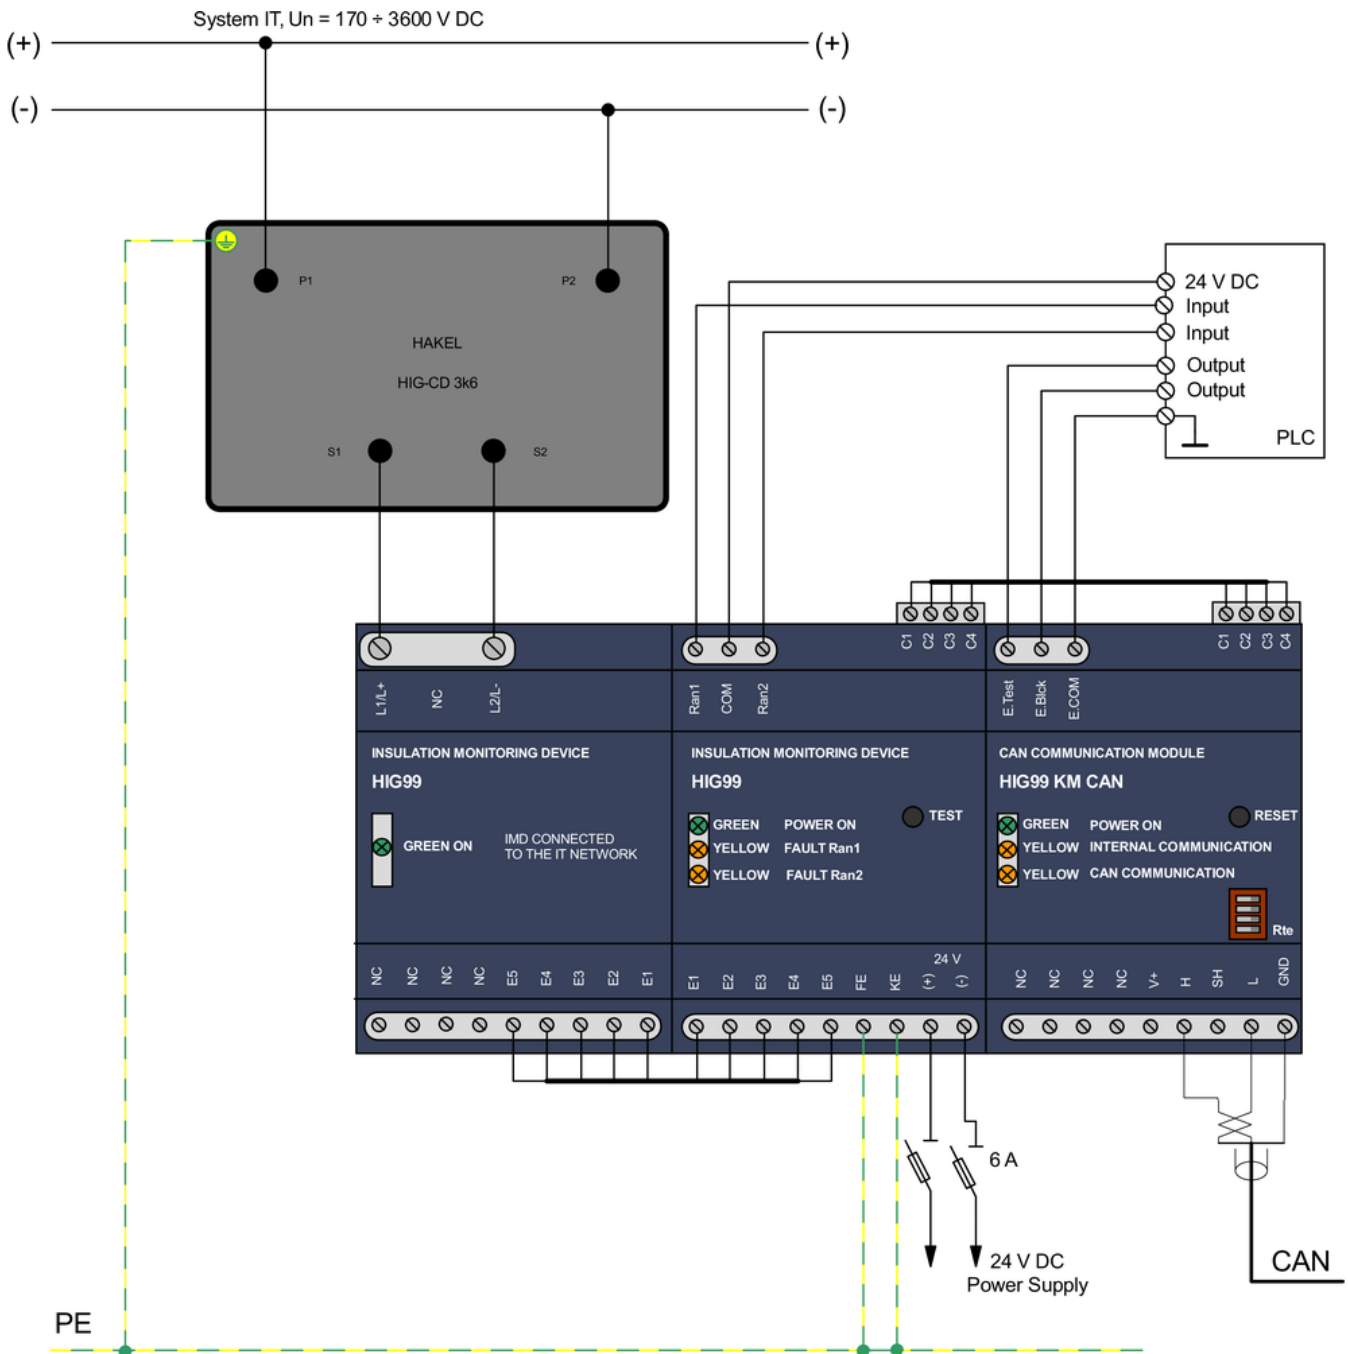 System IT, Un = 170 ÷ 3600 V DC
(+) (+)
(-) (-)
P1 P2
HAKEL
HIG-CD 3k6
S1 S2
24 V DC
Input
Input
Output
Output
PLC
C1 C2 C3 C4 C1 C2 C3 C4
L1/L+ NC L2/L- Ran1 COM Ran2 E.Test E.Blck E.COM
INSULATION MONITORING DEVICE
HIG99
GREEN ON
IMD CONNECTED
TO THE IT NETWORK
INSULATION MONITORING DEVICE
HIG99
TEST
GREEN POWER ON
YELLOW FAULT Ran1
YELLOW FAULT Ran2
CAN COMMUNICATION MODULE
HIG99 KM CAN
RESET
GREEN POWER ON
YELLOW INTERNAL COMMUNICATION
YELLOW CAN COMMUNICATION
Rte
NC NC NC NC E5 E4 E3 E2 E1
24 V
E1 E2 E3 E4 E5 FE KE (+) (-)
NC NC NC NC V+ H SH L GND
6 A
24 V DC
Power Supply
CAN
PE